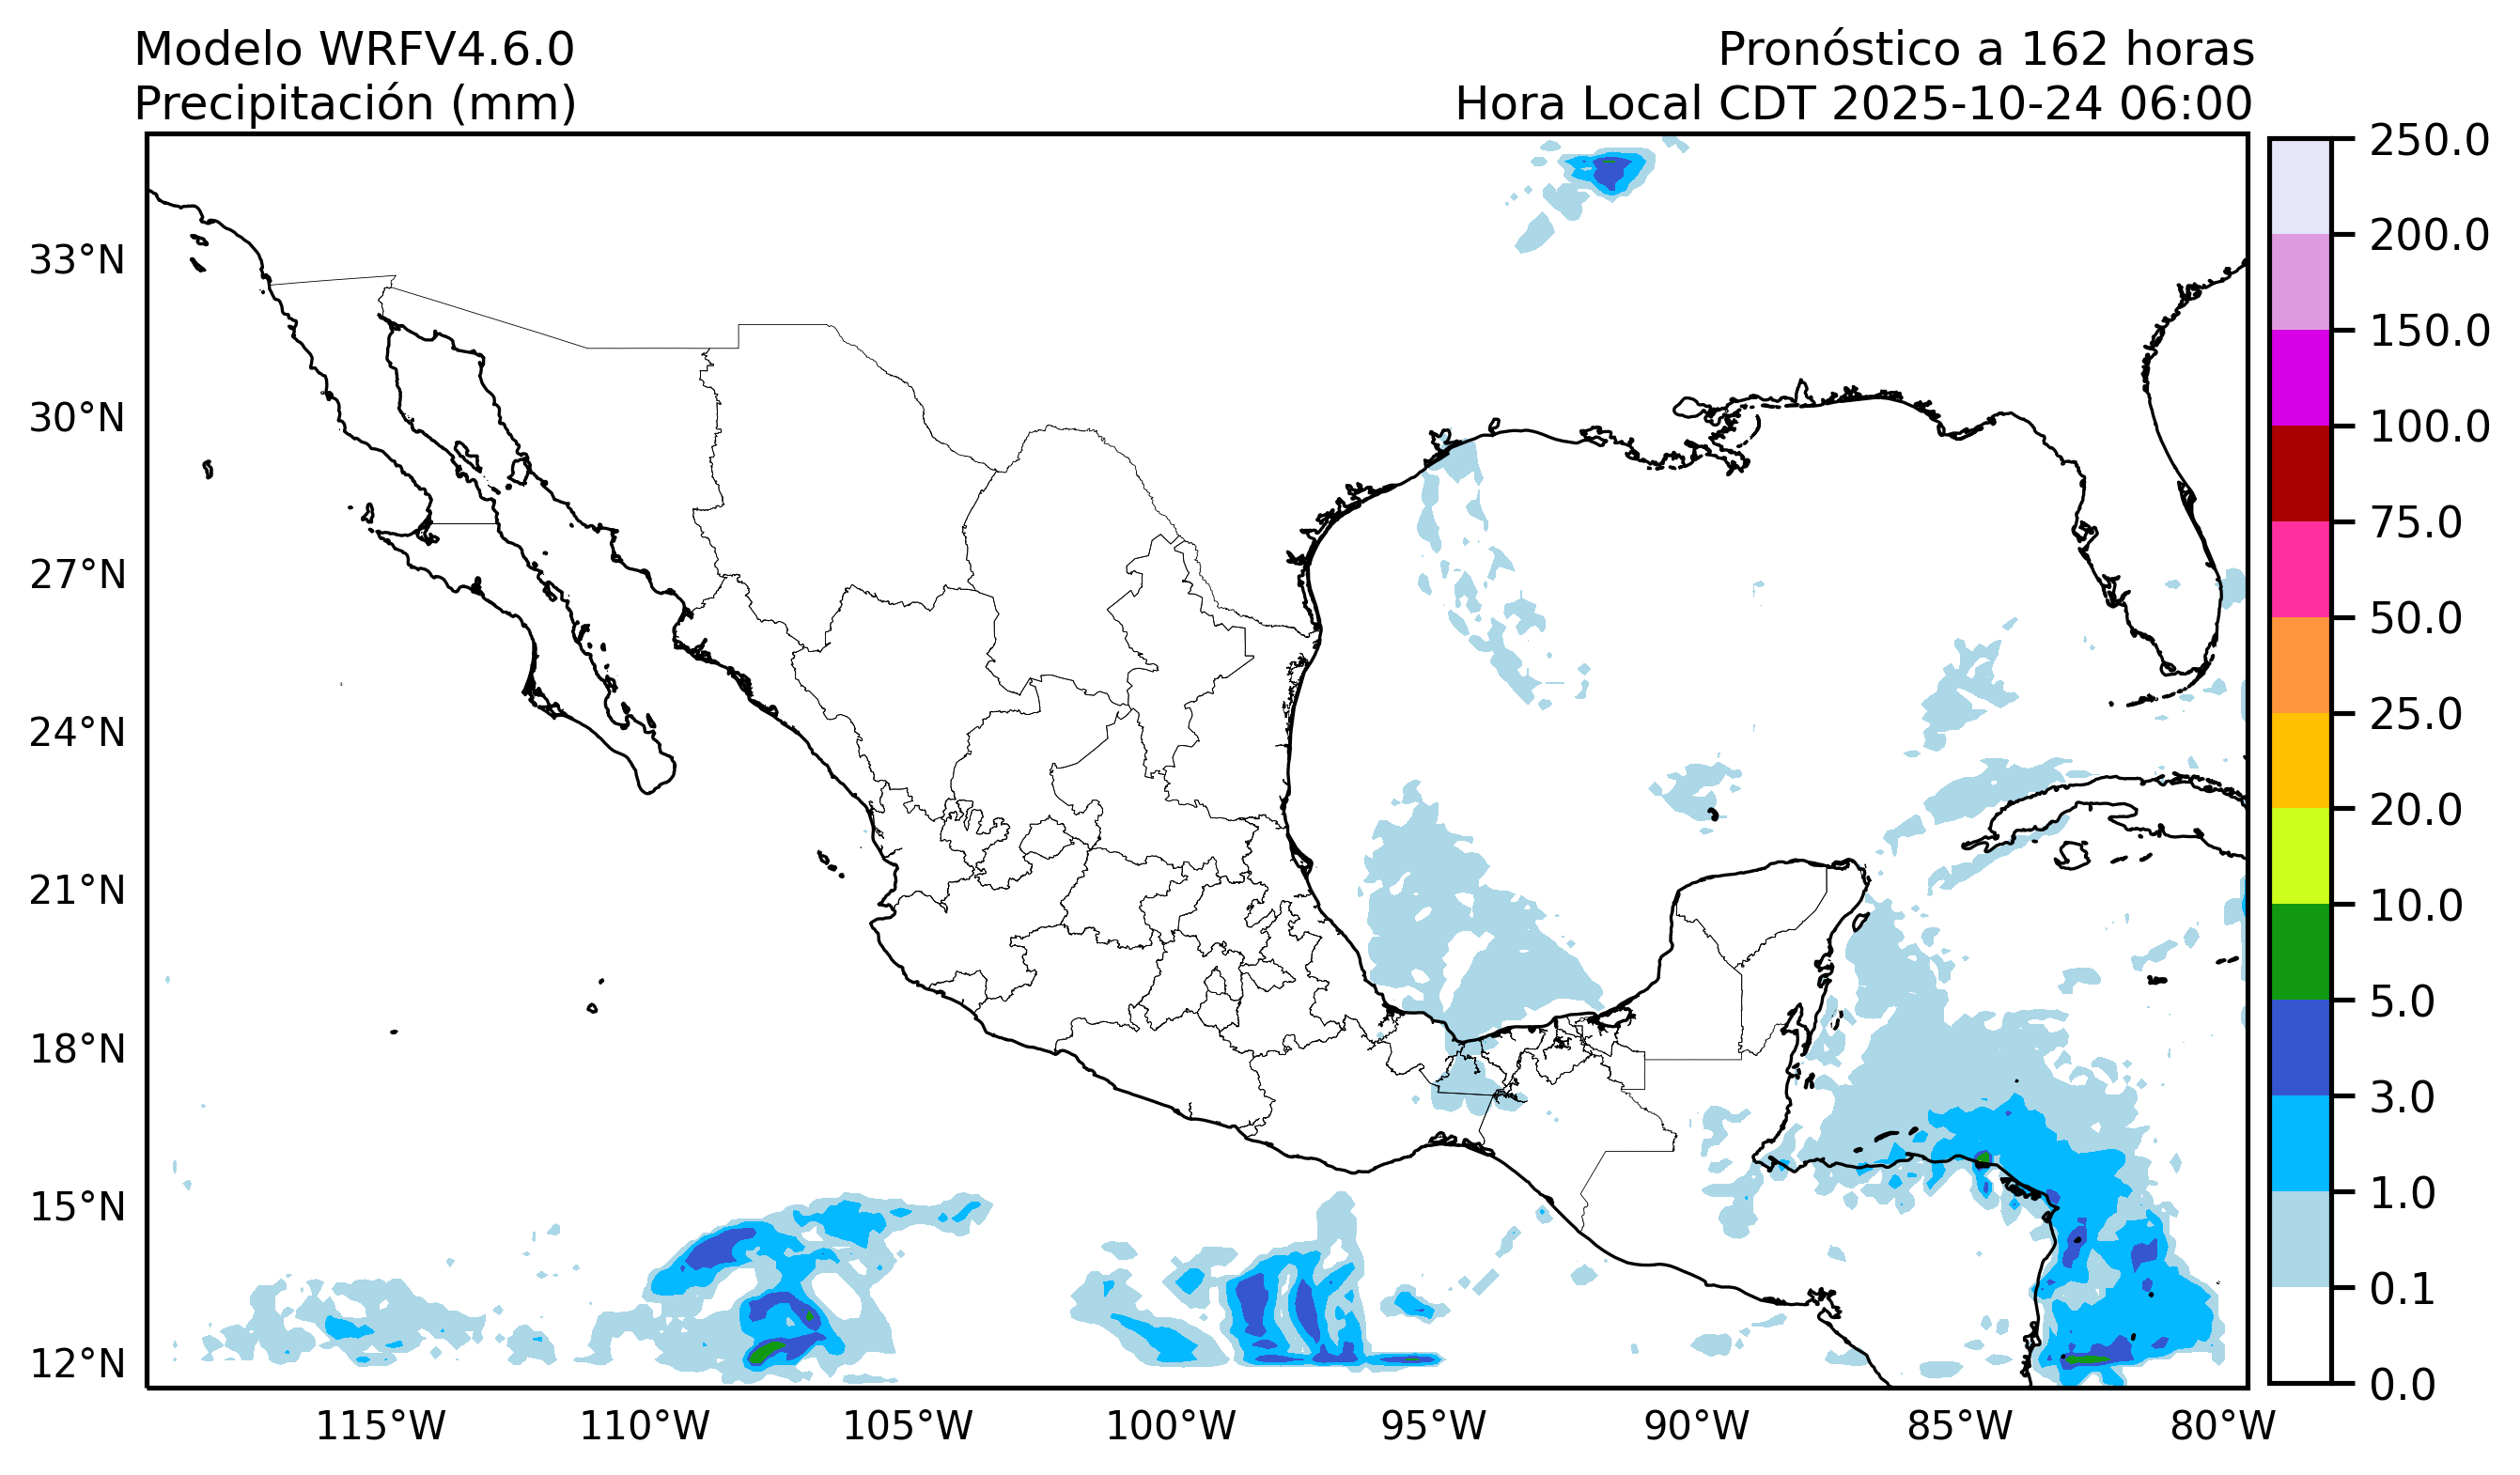 Modelo WRFV4.6.0
Precipitación (mm)
Pronóstico a 162 horas
Hora Local CDT 2025-10-24 06:00
33°N
30°N
27°N
24°N
21°N
18°N
15°N
12°N
115°W
110°W
105°W
100°W
95°W
90°W
85°W
80°W
250.0
200.0
150.0
100.0
75.0
50.0
25.0
20.0
10.0
5.0
3.0
1.0
0.1
0.0